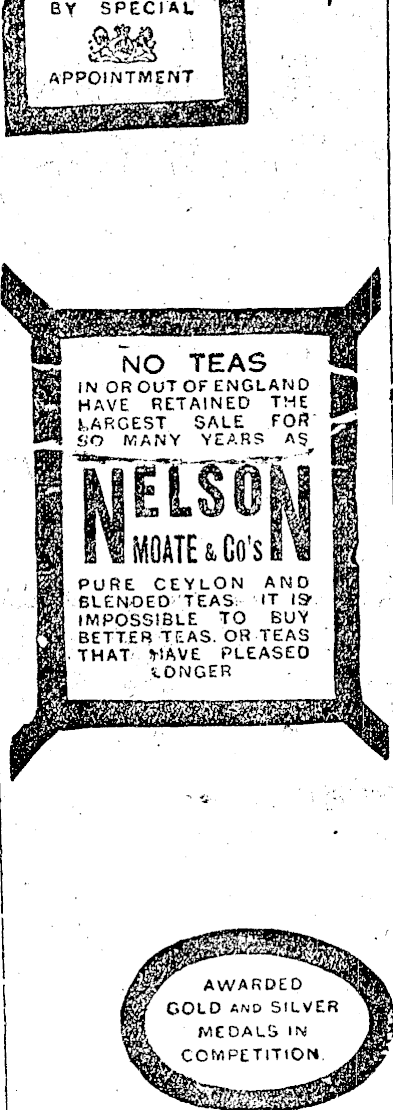 BY SPECIAL
APPOINTMENT
NO TEAS
IN OR OUT OF ENGLAND
HAVE RETAINED THE
LARGEST SALE FOR
SO MANY YEARS AS
NELSON
MOATE & Co's
PURE CEYLON AND
BLENDED TEAS. IT IS
IMPOSSIBLE TO BUY
BETTER TEAS, OR TEAS
THAT HAVE PLEASED
LONGER
AWARDED
GOLD AND SILVER
MEDALS IN
COMPETITION.